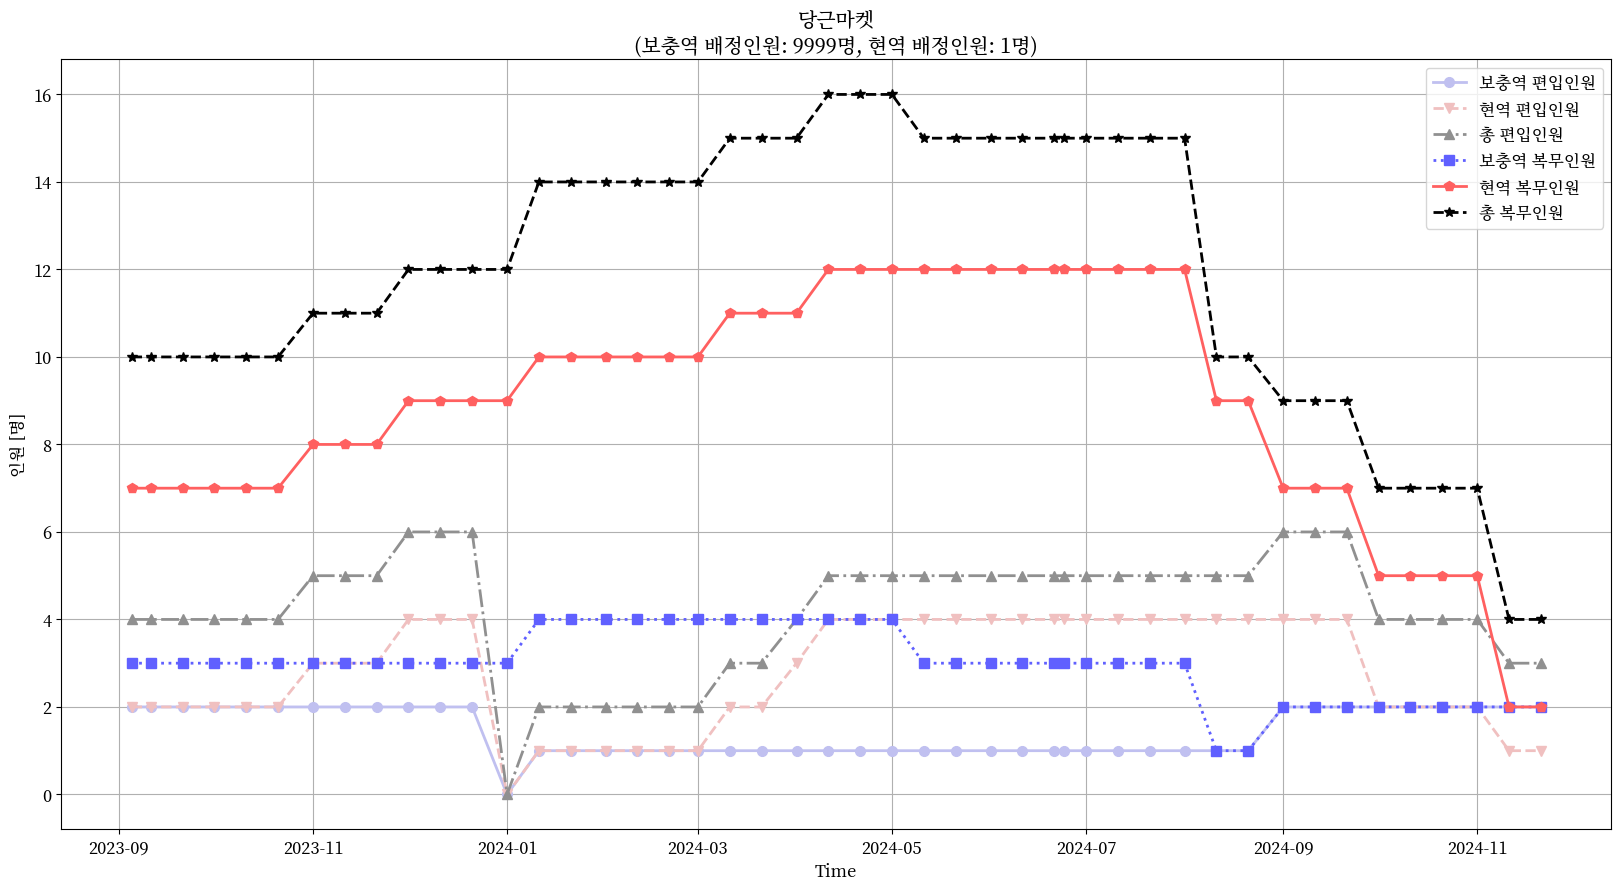 당근마켓
(보충역 배정인원: 9999명, 현역 배정인원: 1명)
보충역 편입인원
현역 편입인원
총 편입인원
보충역 복무인원
현역 복무인원
총 복무인원
인원 [명]
16
14
12
10
8
6
4
2
0
2023-09
2023-11
2024-01
2024-03
2024-05
2024-07
2024-09
2024-11
Time